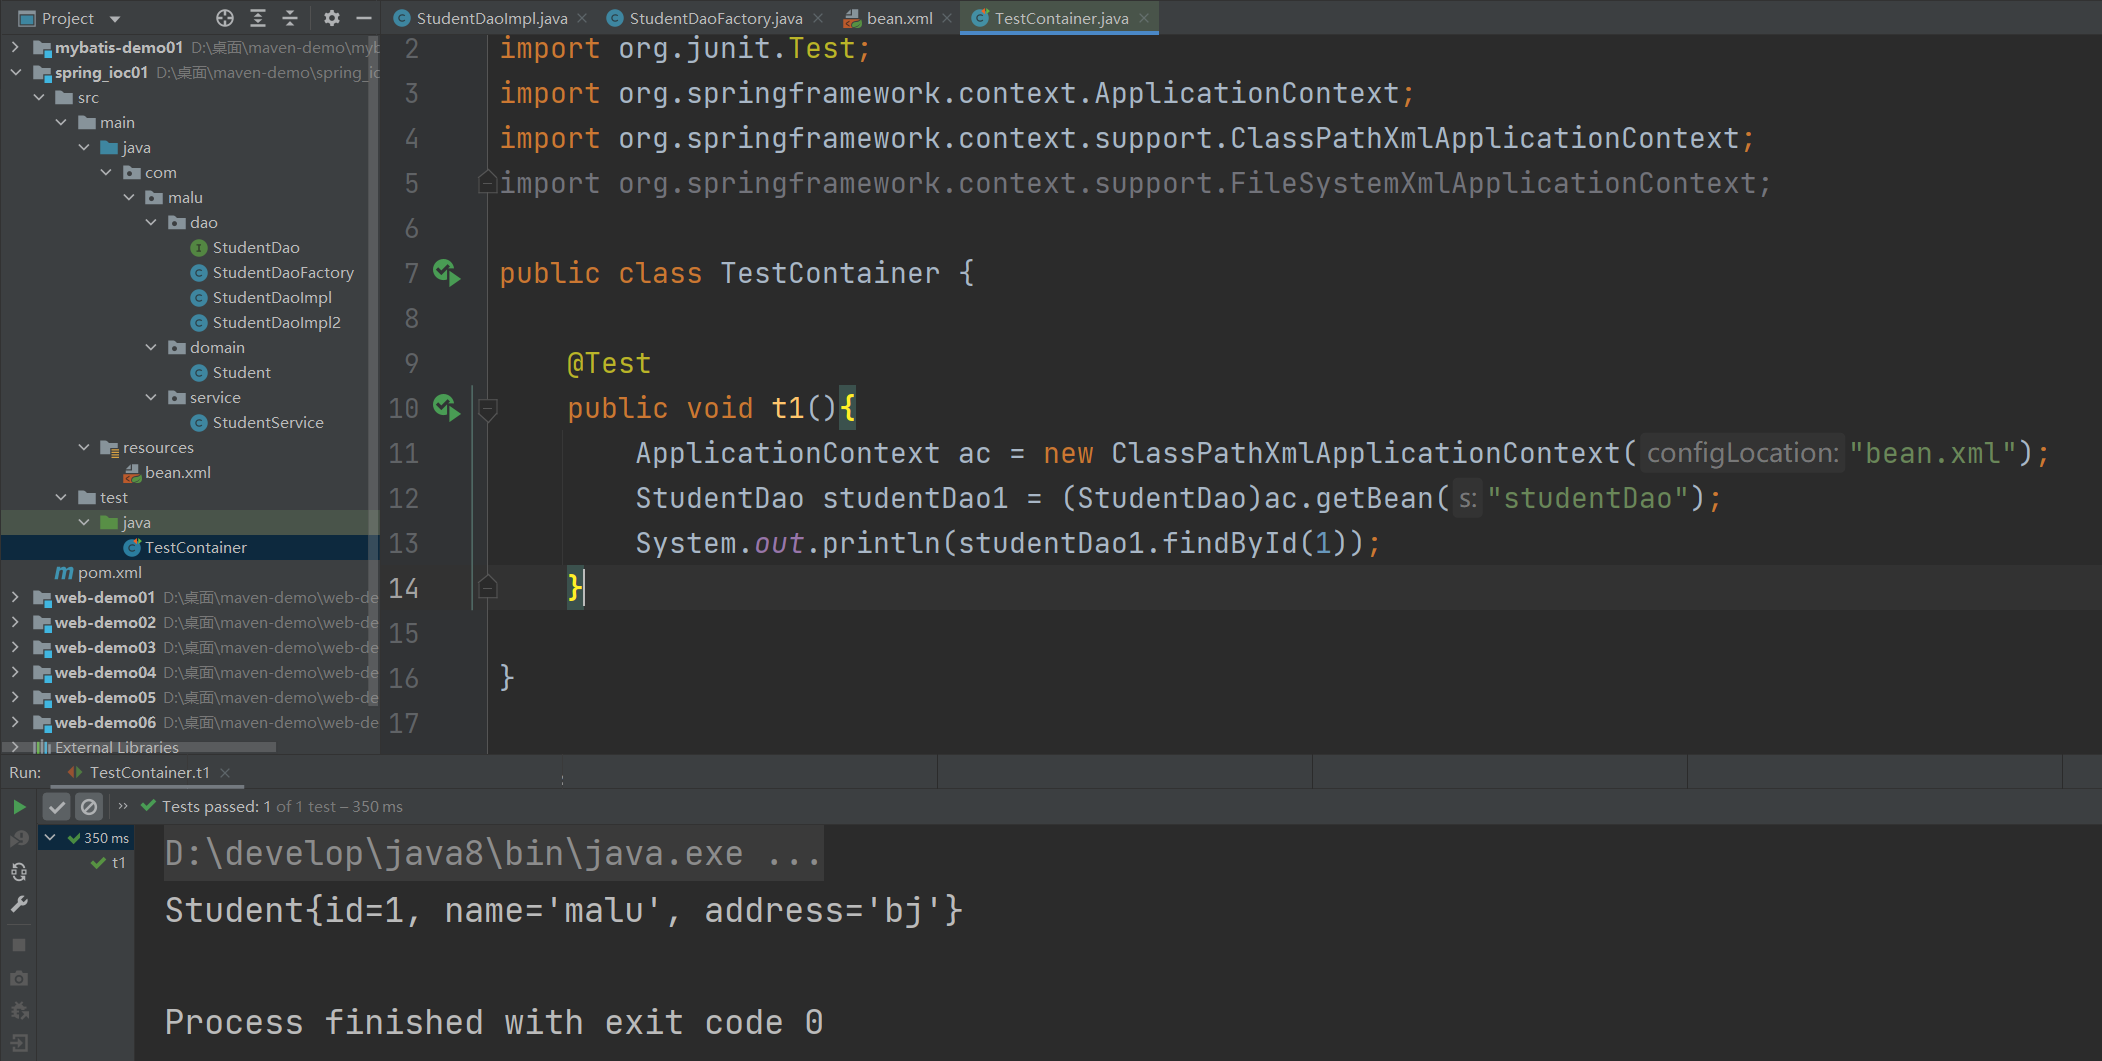 Project
StudentDaoImpl.java
StudentDaoFactory.java
bean.xml
TestContainer.java
mybatis-demo01 D:\桌面\maven-demo\myb
spring_ioc01 D:\桌面\maven-demo\spring_io
src
main
java
com
malu
dao
StudentDao
StudentDaoFactory
StudentDaoImpl
StudentDaoImpl2
domain
Student
service
StudentService
resources
bean.xml
test
java
TestContainer
pom.xml
web-demo01 D:\桌面\maven-demo\web-de
web-demo02 D:\桌面\maven-demo\web-de
web-demo03 D:\桌面\maven-demo\web-de
web-demo04 D:\桌面\maven-demo\web-de
web-demo05 D:\桌面\maven-demo\web-de
web-demo06 D:\桌面\maven-demo\web-de
External Libraries
2 import org.junit.Test;
3 import org.springframework.context.ApplicationContext;
4 import org.springframework.context.support.ClassPathXmlApplicationContext;
5 import org.springframework.context.support.FileSystemXmlApplicationContext;
6
7 public class TestContainer {
8
9 @Test
10 public void t1(){
11 ApplicationContext ac = new ClassPathXmlApplicationContext( configLocation: "bean.xml");
12 StudentDao studentDao1 = (StudentDao)ac.getBean( s: "studentDao");
13 System.out.println(studentDao1.findById(1));
14 }
15
16 }
17
Run: TestContainer.t1
Tests passed: 1 of 1 test – 350 ms
350 ms
t1
D:\develop\java8\bin\java.exe ...
Student{id=1, name='malu', address='bj'}
Process finished with exit code 0